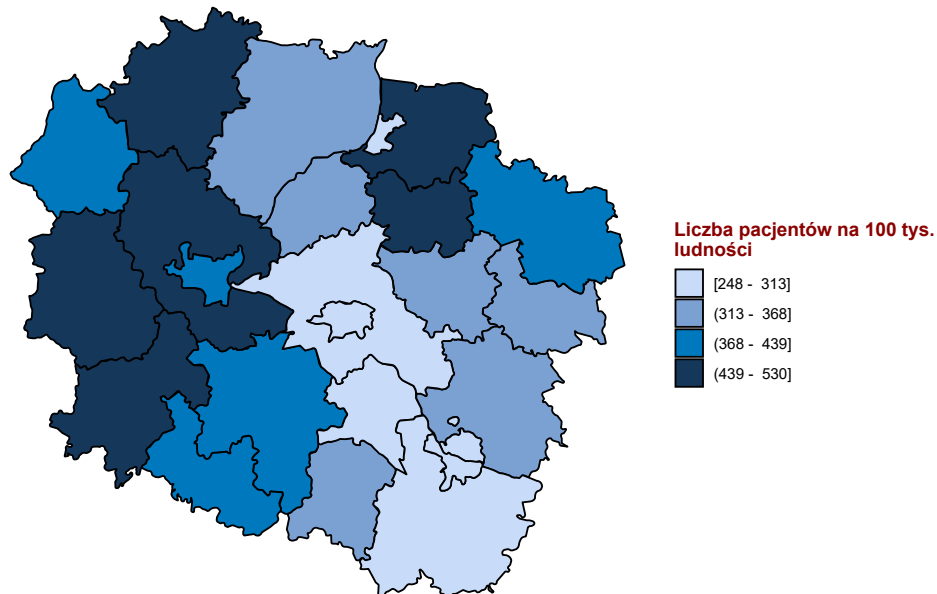 Liczba pacjentów na 100 tys.
ludności
[248 - 313]
(313 - 368]
(368 - 439]
(439 - 530]